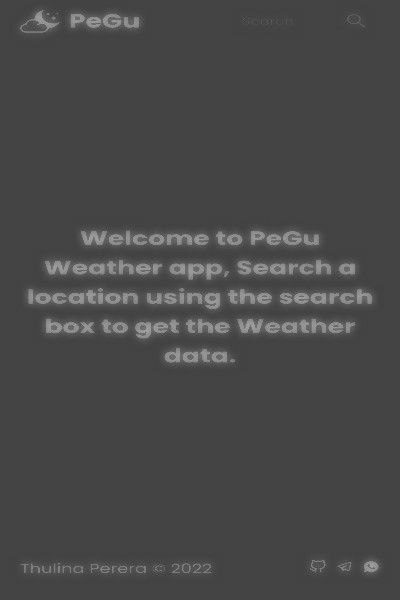 PeGu
Search
Welcome to PeGu
Weather app, Search a
location using the search
box to get the Weather
data.
Thulina Perera © 2022